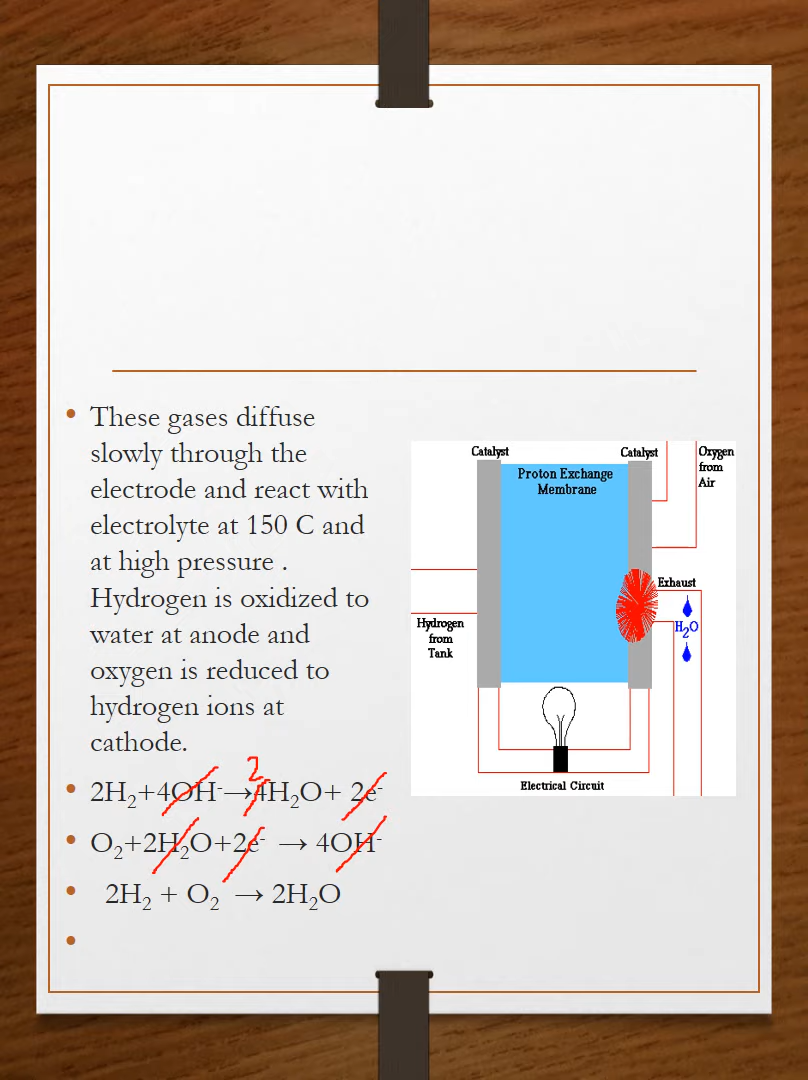 These gases diffuse
slowly through the
electrode and react with
electrolyte at 150 C and
at high pressure .
Hydrogen is oxidized to
water at anode and
oxygen is reduced to
hydrogen ions at
cathode.
2
2H₂+4OH⁻→4H₂O+ 2e⁻
O₂+2H₂O+2e⁻ → 4OH⁻
2H₂ + O₂ → 2H₂O
Catalyst
Catalyst
Oxygen
from
Air
Proton Exchange
Membrane
Exhaust
H₂O
Hydrogen
from
Tank
Electrical Circuit